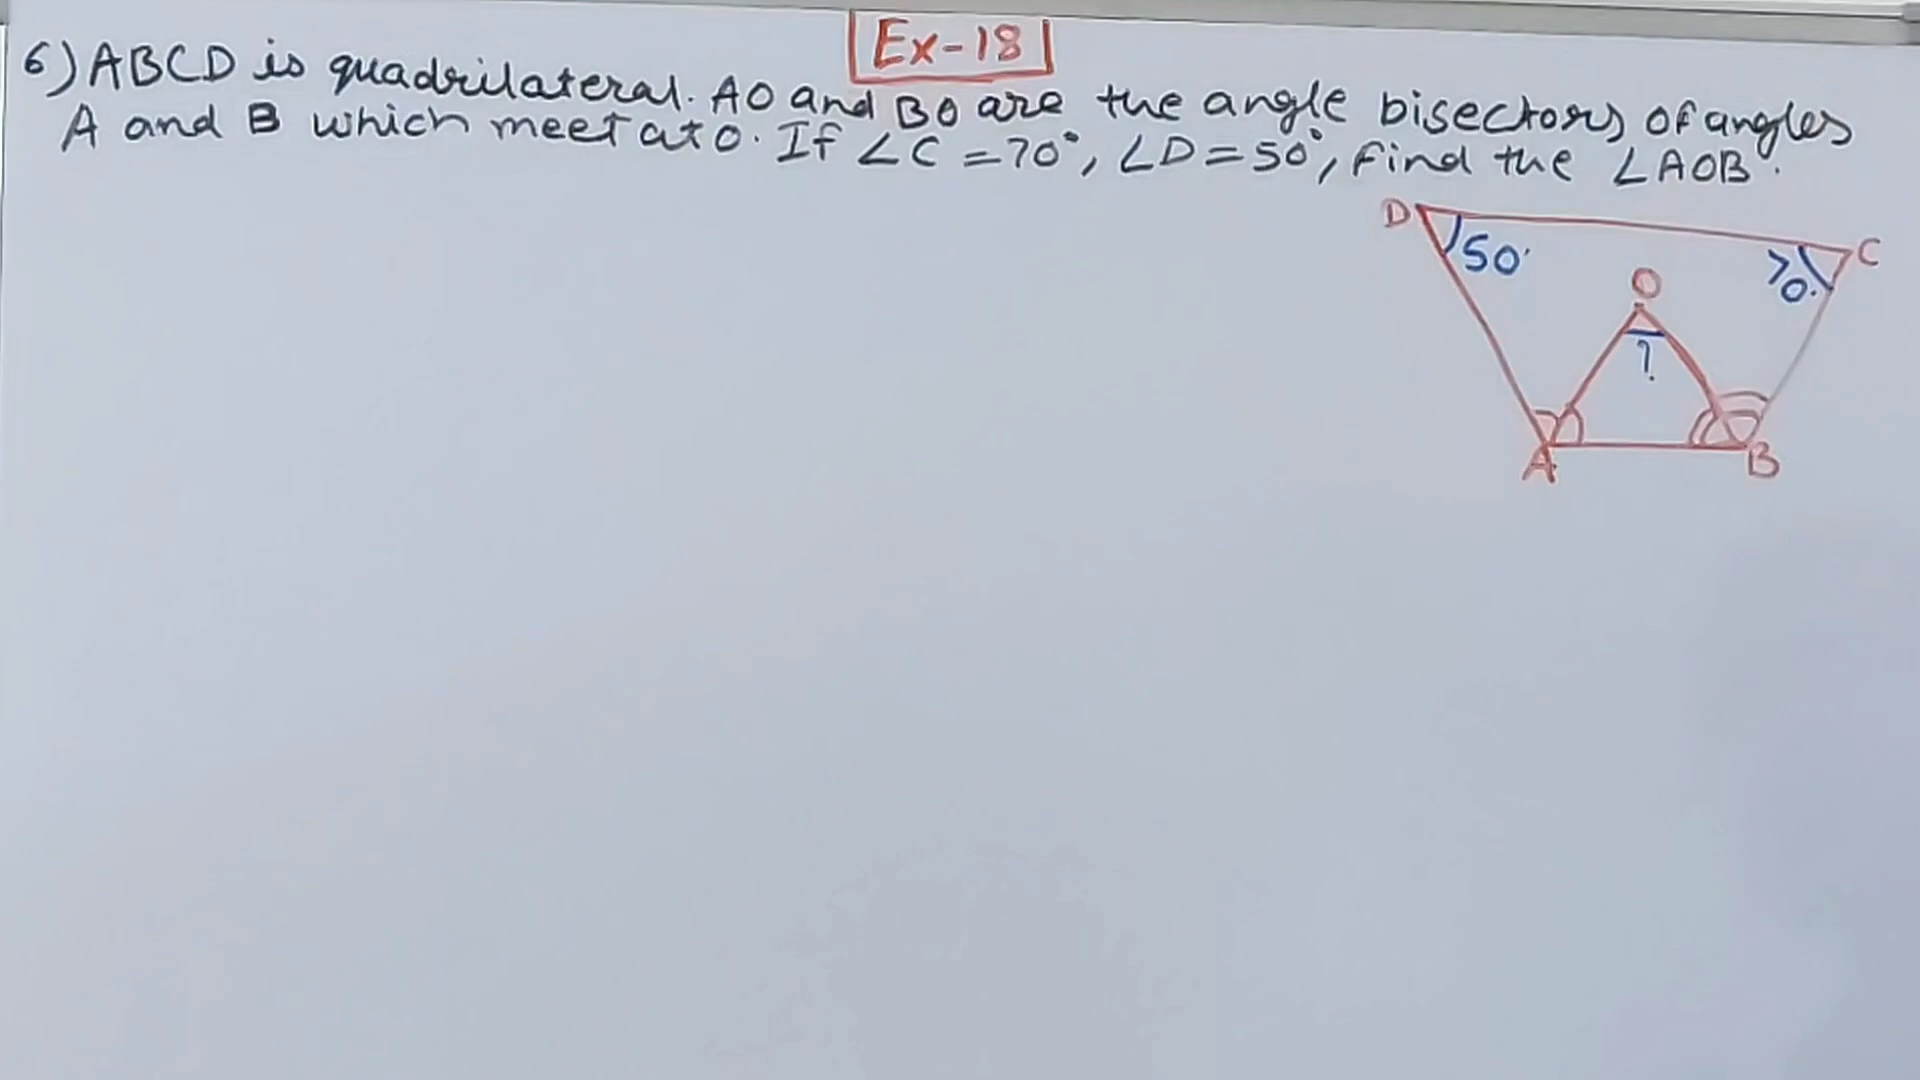 Ex-18
6) ABCD is quadrilateral. AO and BO are the angle bisectors of angles
A and B which meet at O. If ∠C = 70°, ∠D = 50°, find the ∠AOB.
D
C
50°
70°
O
?
A
B